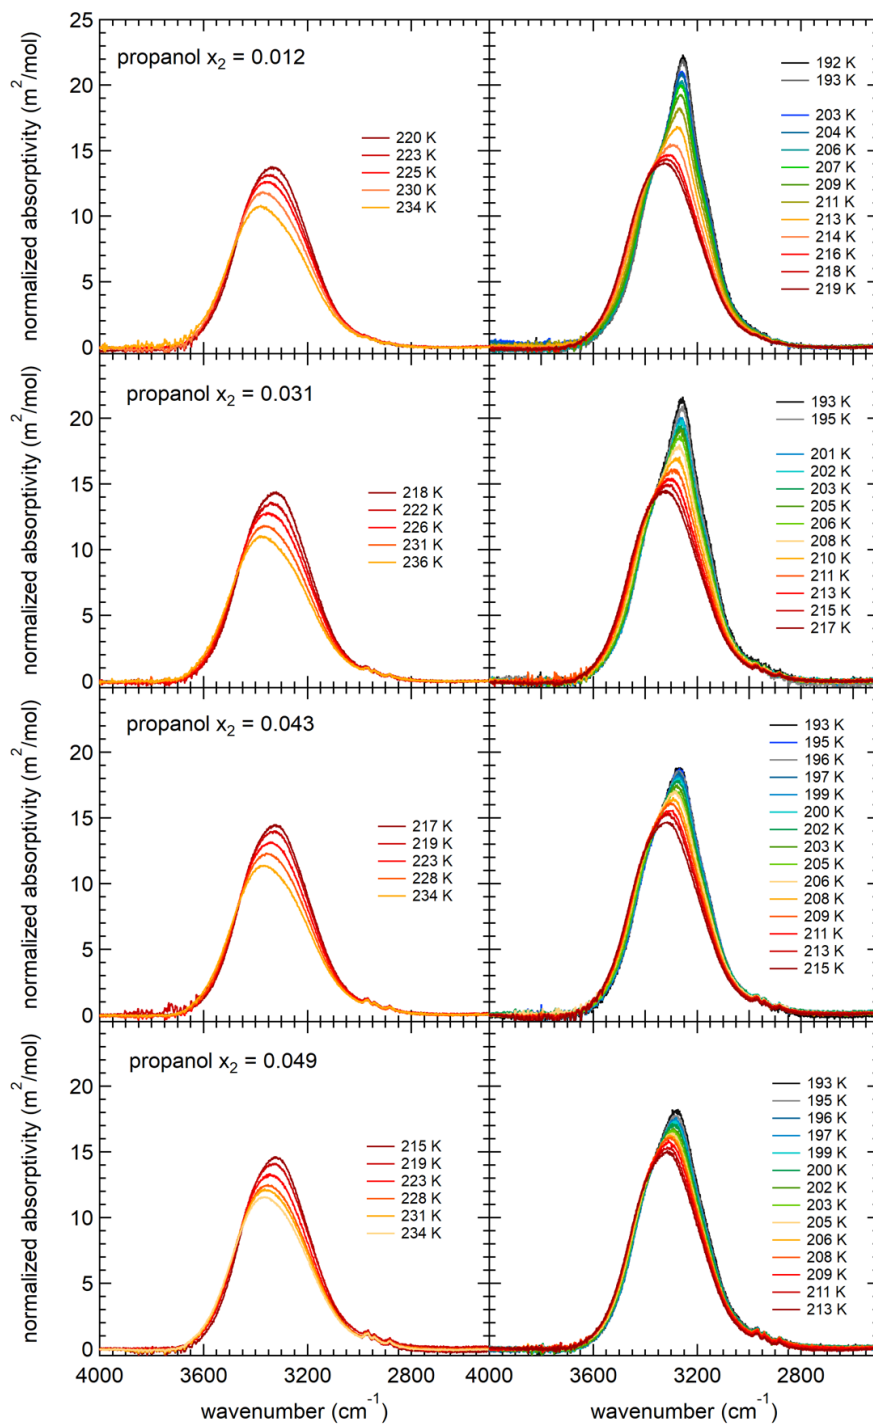 normalized absorptivity (m²/mol)
25
20
15
10
5
0
propanol x₂ = 0.012
220 K
223 K
225 K
230 K
234 K
192 K
193 K
203 K
204 K
206 K
207 K
209 K
211 K
213 K
214 K
216 K
218 K
219 K
normalized absorptivity (m²/mol)
20
15
10
5
0
propanol x₂ = 0.031
218 K
222 K
226 K
231 K
236 K
193 K
195 K
201 K
202 K
203 K
205 K
206 K
208 K
210 K
211 K
213 K
215 K
217 K
normalized absorptivity (m²/mol)
20
15
10
5
0
propanol x₂ = 0.043
217 K
219 K
223 K
228 K
234 K
193 K
195 K
196 K
197 K
199 K
200 K
202 K
203 K
205 K
206 K
208 K
209 K
211 K
213 K
215 K
normalized absorptivity (m²/mol)
20
15
10
5
0
propanol x₂ = 0.049
215 K
219 K
223 K
228 K
231 K
234 K
193 K
195 K
196 K
197 K
199 K
200 K
202 K
203 K
205 K
206 K
208 K
209 K
211 K
213 K
4000 3600 3200 2800 4000 3600 3200 2800
wavenumber (cm⁻¹) wavenumber (cm⁻¹)